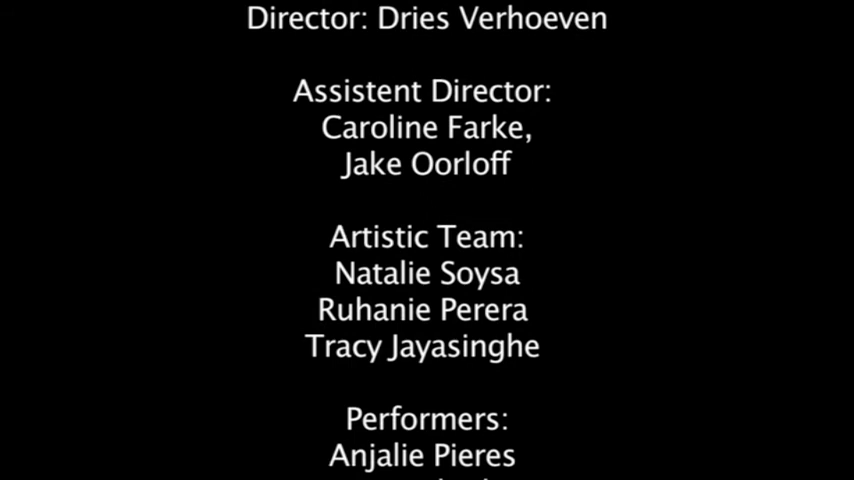 Director: Dries Verhoeven
Assistent Director:
Caroline Farke,
Jake Oorloff
Artistic Team:
Natalie Soysa
Ruhanie Perera
Tracy Jayasinghe
Performers:
Anjalie Pieres